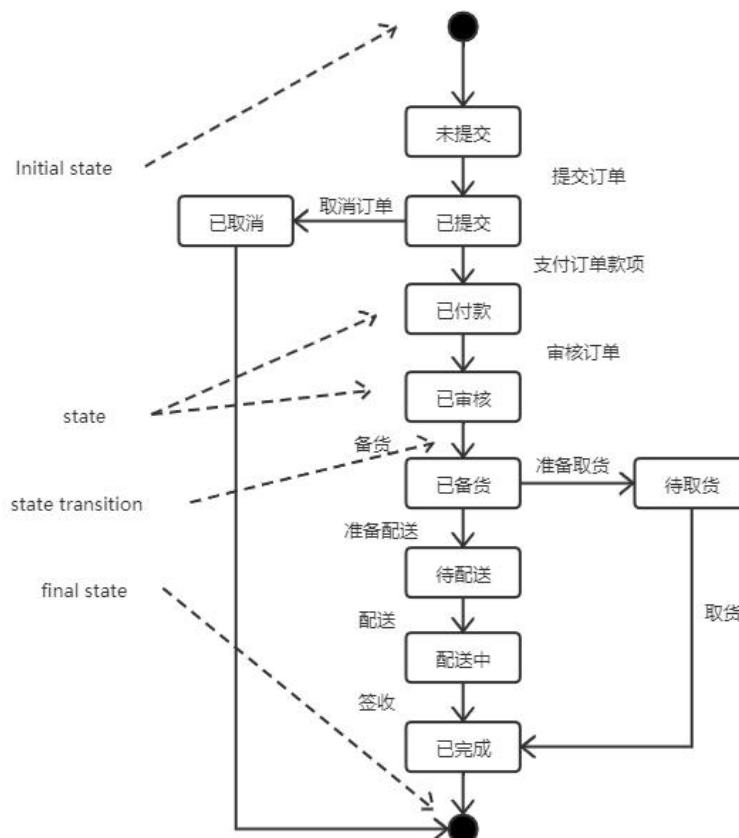 未提交
Initial state
提交订单
取消订单
已取消
已提交
支付订单款项
已付款
审核订单
已审核
state
备货
准备取货
已备货
待取货
state transition
准备配送
待配送
final state
取货
配送
配送中
签收
已完成